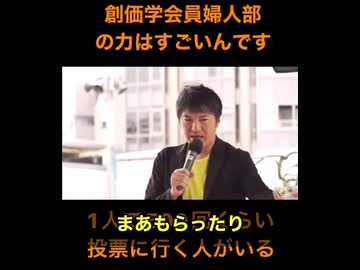 創価学会員婦人部
の力はすごいんです
まあもらったり
投票に行く人がいる